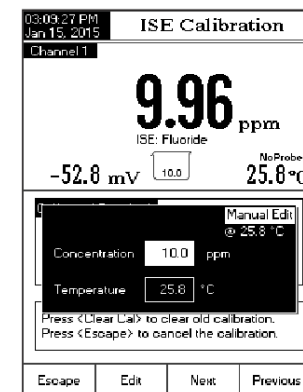 03:09:27 PM
Jan 15, 2015
ISE Calibration
Channel 1
9.96 ppm
ISE: Fluoride
-52.8 mV
10.0
NoProbe
25.8 °C
Manual Edit
@ 25.8 °C
Concentration 10.0 ppm
Temperature 25.8 °C
Press <Clear Cal> to clear old calibration.
Press <Escape> to cancel the calibration.
Escape Edit Next Previous